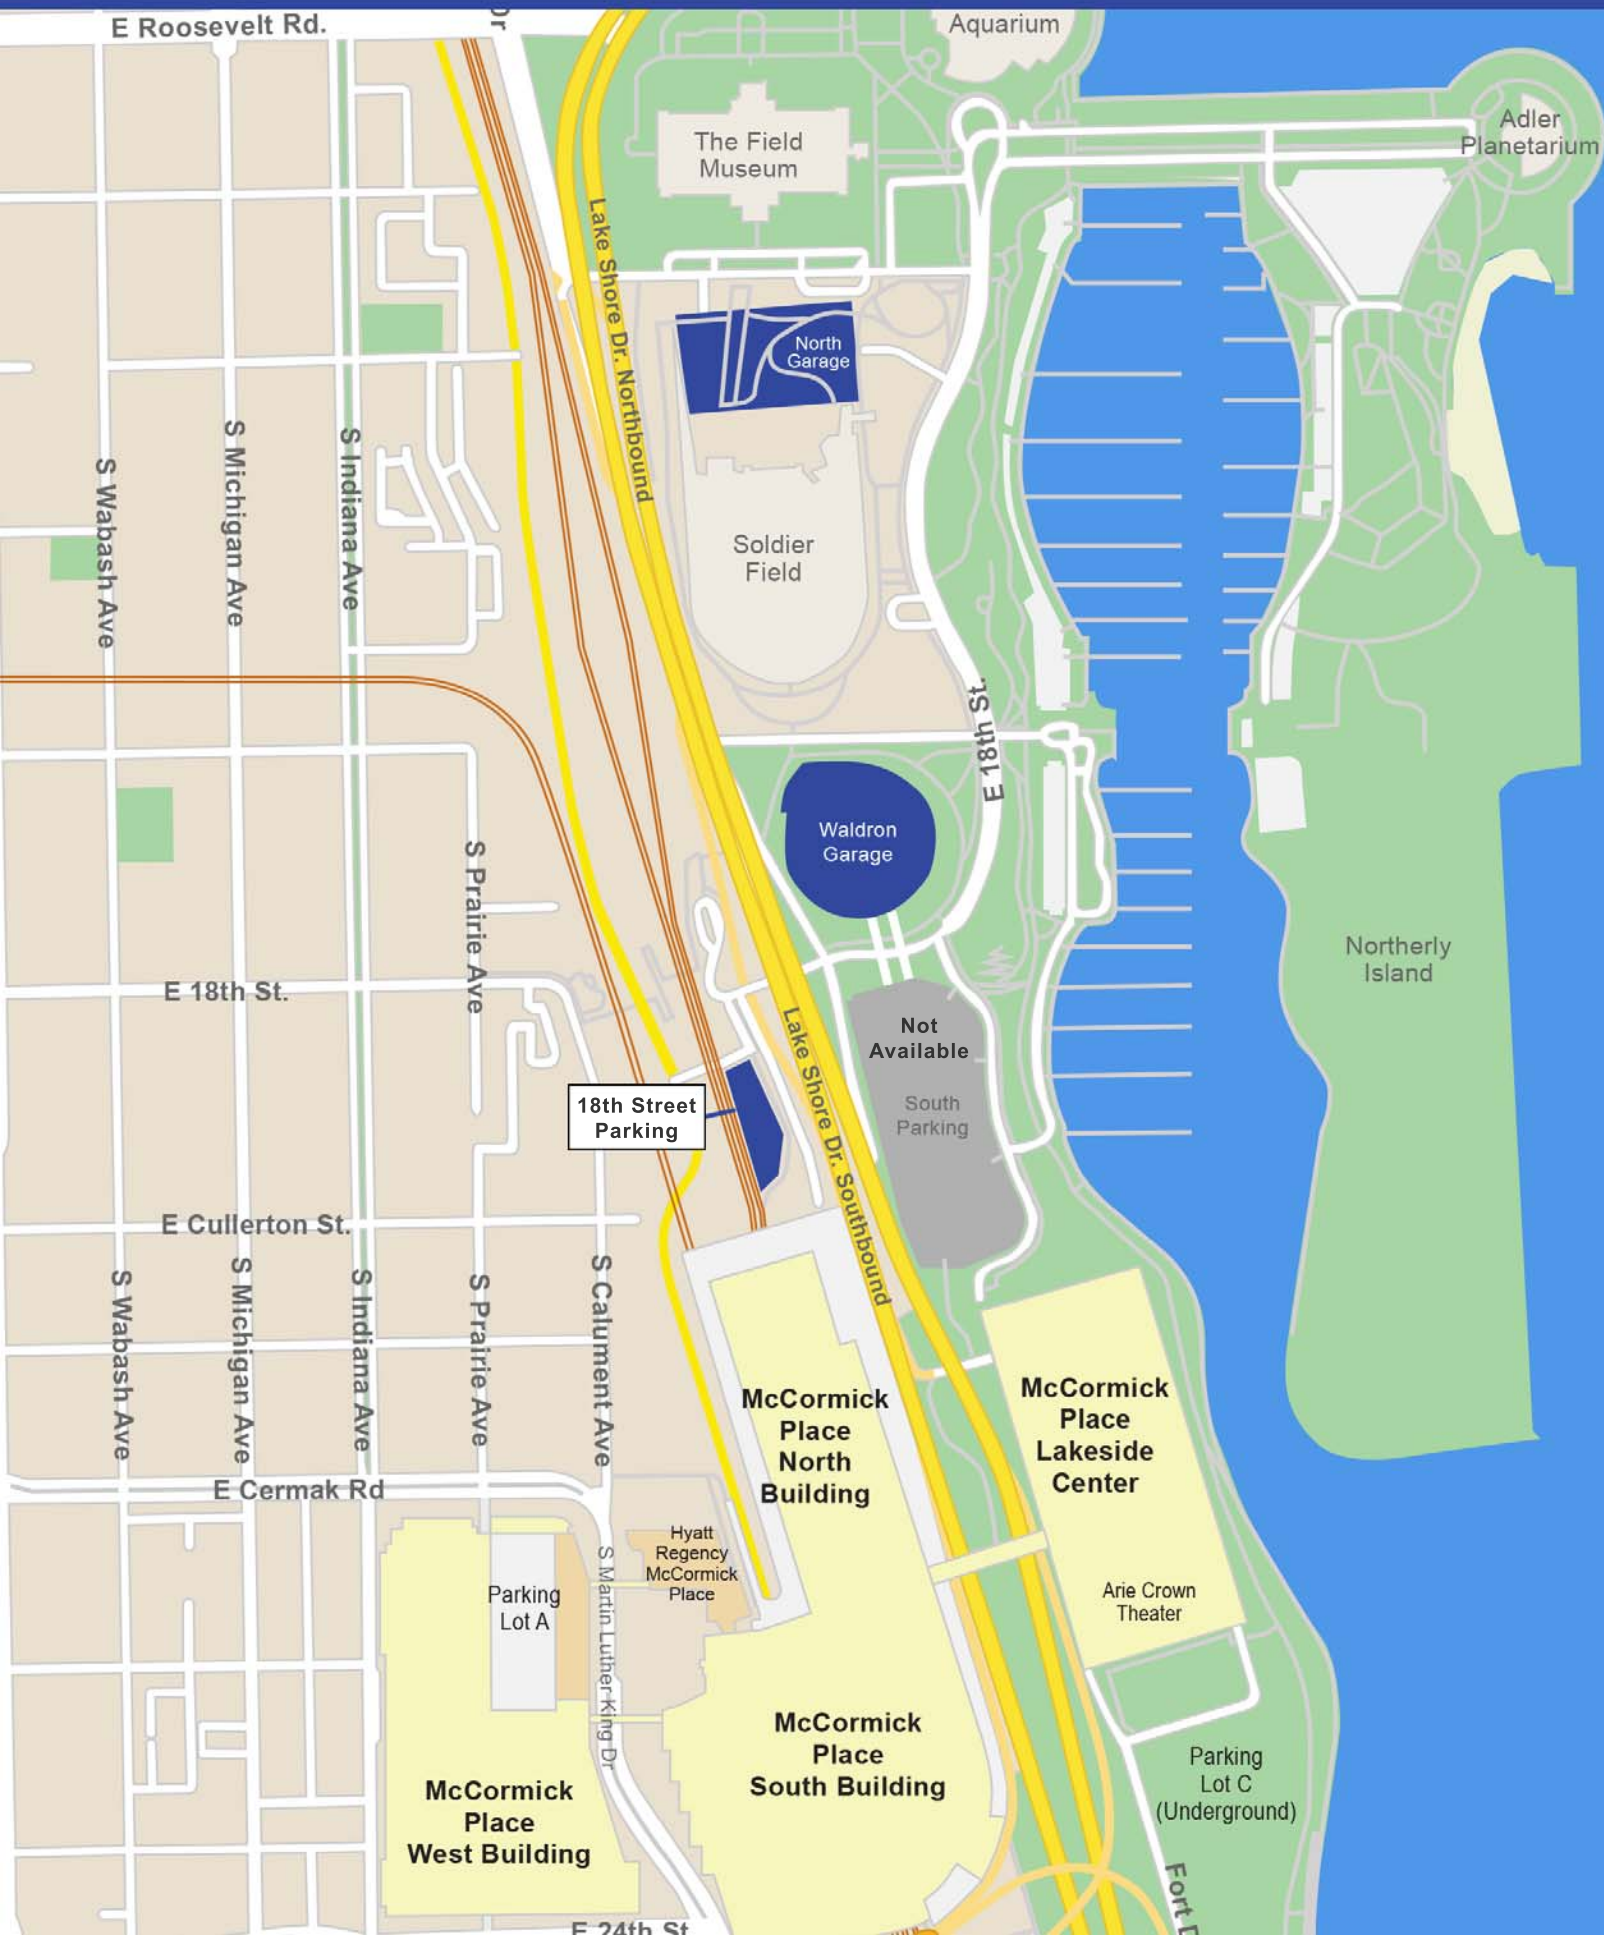 E Roosevelt Rd.
Dr
Aquarium
The Field
Museum
Adler
Planetarium
Lake Shore Dr. Northbound
North
Garage
S Wabash Ave
S Michigan Ave
S Indiana Ave
Soldier
Field
E 18th St.
Waldron
Garage
S Prairie Ave
E 18th St.
Northerly
Island
Not
Available
South
Parking
18th Street
Parking
Lake Shore Dr. Southbound
E Cullerton St.
S Wabash Ave
S Michigan Ave
S Indiana Ave
S Prairie Ave
S Calument Ave
McCormick
Place
North
Building
McCormick
Place
Lakeside
Center
E Cermak Rd
Hyatt
Regency
McCormick
Place
Parking
Lot A
S Martin Luther King Dr
Arie Crown
Theater
McCormick
Place
South Building
McCormick
Place
West Building
Parking
Lot C
(Underground)
Fort D
E 24th St